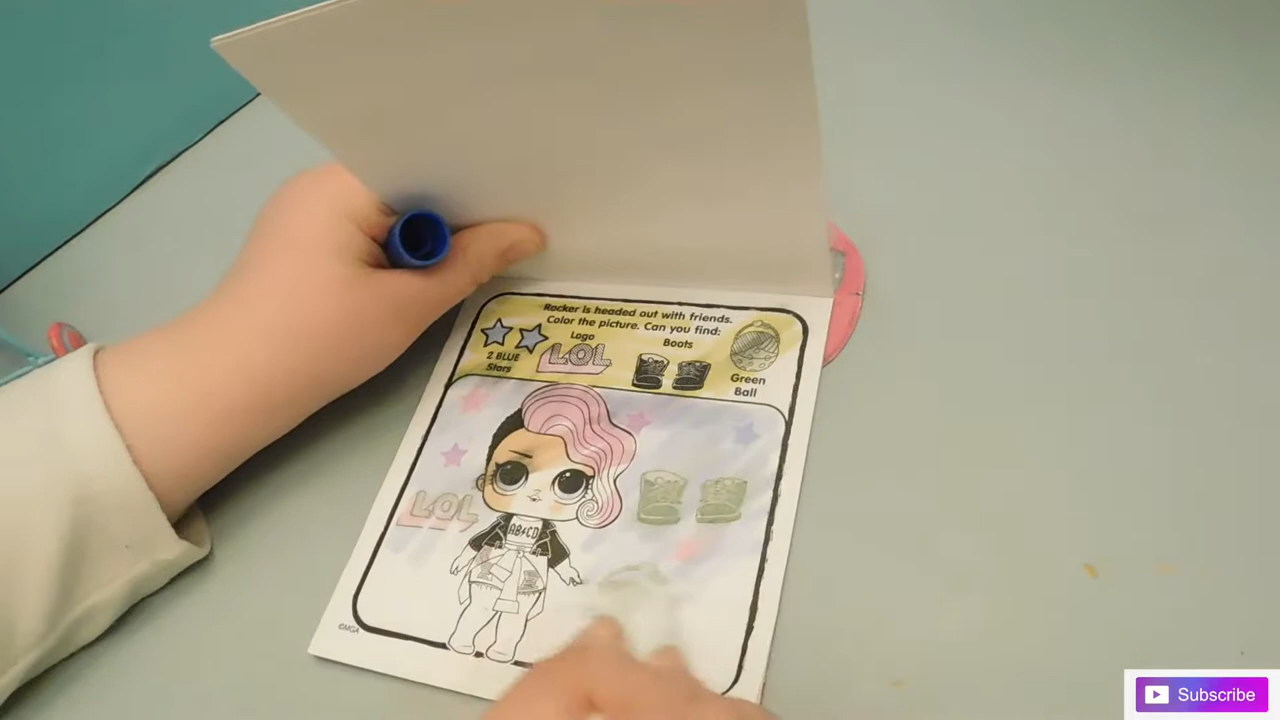 Rocker is headed out with friends.
Color the picture. Can you find:
Logo
Boots
2 BLUE
Stars
LOL
Green
Ball
LOL
AB⚡CD
©MGA
Subscribe